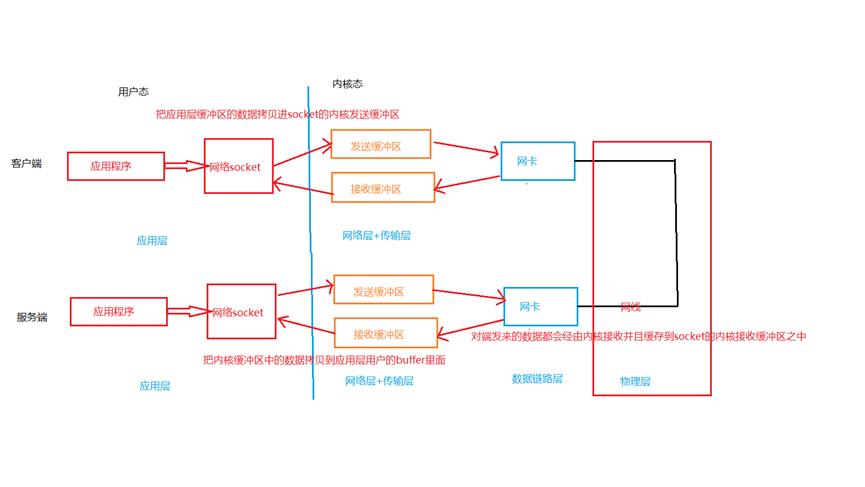 用户态
内核态
把应用层缓冲区的数据拷贝进socket的内核发送缓冲区
客户端
应用程序
网络socket
发送缓冲区
网卡
接收缓冲区
应用层
网络层+传输层
服务端
应用程序
网络socket
发送缓冲区
网卡
网线
接收缓冲区
对端发来的数据都会经由内核接收并且缓存到socket的内核接收缓冲区之中
把内核缓冲区中的数据拷贝到应用层用户的buffer里面
应用层
网络层+传输层
数据链路层
物理层